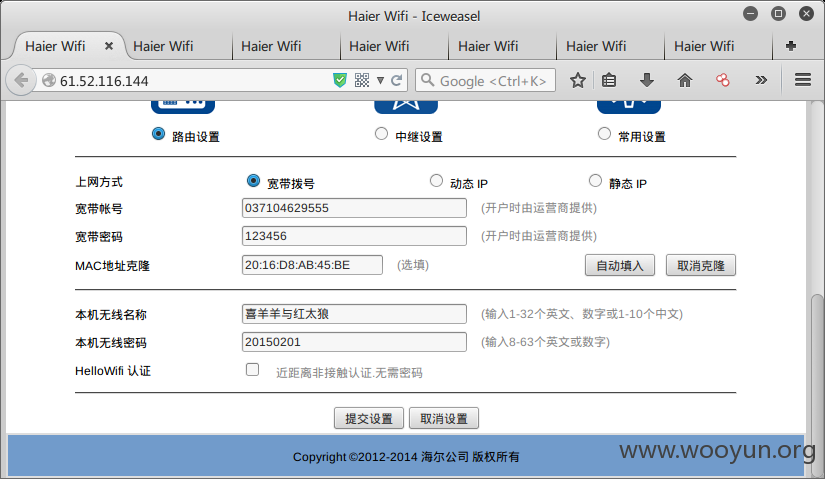 Haier Wifi - Iceweasel
Haier Wifi Haier Wifi Haier Wifi Haier Wifi Haier Wifi Haier Wifi Haier Wifi
61.52.116.144 Google <Ctrl+K>
路由设置 中继设置 常用设置
上网方式 宽带拨号 动态 IP 静态 IP
宽带帐号 037104629555 (开户时由运营商提供)
宽带密码 123456 (开户时由运营商提供)
MAC地址克隆 20:16:D8:AB:45:BE (选填) 自动填入 取消克隆
本机无线名称 喜羊羊与红太狼 (输入1-32个英文、数字或1-10个中文)
本机无线密码 20150201 (输入8-63个英文或数字)
HelloWifi 认证 近距离非接触认证.无需密码
提交设置 取消设置
Copyright ©2012-2014 海尔公司 版权所有
www.wooyun.org